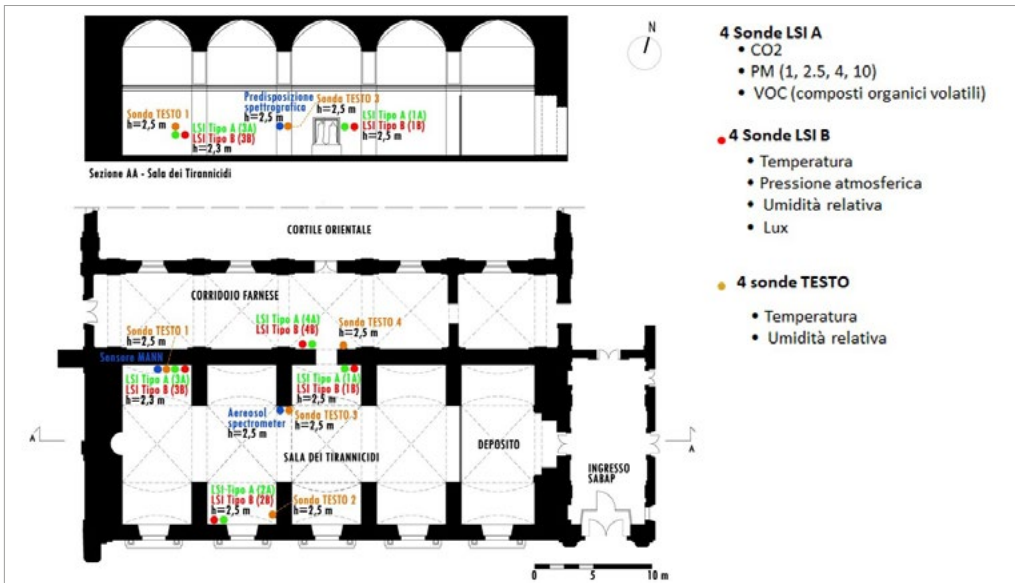 Sonda TESTO 1
h=2,5 m
LSI Tipo A (3A)
LSI Tipo B (3B)
h=2,3 m
Predisposizione
spettrografica
h=2,5 m
Sonda TESTO 3
h=2,5 m
LSI Tipo A (1A)
LSI Tipo B (1B)
h=2,5 m
N
Sezione AA - Sala dei Tirannicidi
CORTILE ORIENTALE
CORRIDOJO FARNESE
Sonda TESTO 1
h=2,5 m
Sensore MANN
LSI Tipo A (3A)
LSI Tipo B (3B)
h=2,3 m
LSI Tipo A (4A)
LSI Tipo B (4B)
h=2,5 m
Sonda TESTO 4
h=2,5 m
LSI Tipo A (1A)
LSI Tipo B (1B)
h=2,5 m
Aereosol
spectrometer
h=2,5 m
Sonda TESTO 3
h=2,5 m
SALA DEI TIRANNICIDI
DEPOSITO
INGRESSO
SABAP
A
A
LSI Tipo A (2A)
LSI Tipo B (2B)
h=2,5 m
Sonda TESTO 2
h=2,5 m
0 5 10 m
4 Sonde LSI A
• CO2
• PM (1, 2.5, 4, 10)
• VOC (composti organici volatili)
4 Sonde LSI B
• Temperatura
• Pressione atmosferica
• Umidità relativa
• Lux
4 sonde TESTO
• Temperatura
• Umidità relativa